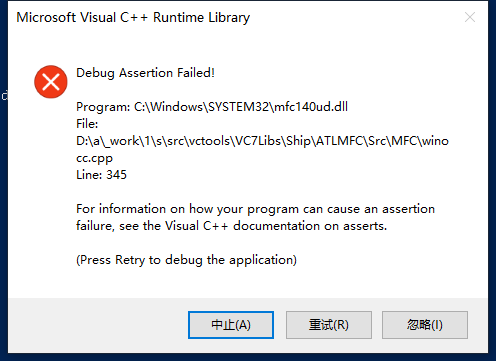 Microsoft Visual C++ Runtime Library
Debug Assertion Failed!
Program: C:\Windows\SYSTEM32\mfc140ud.dll
File:
D:\a\_work\1\s\src\vctools\VC7Libs\Ship\ATLMFC\Src\MFC\wino
cc.cpp
Line: 345
For information on how your program can cause an assertion
failure, see the Visual C++ documentation on asserts.
(Press Retry to debug the application)
中止(A) 重试(R) 忽略(I)